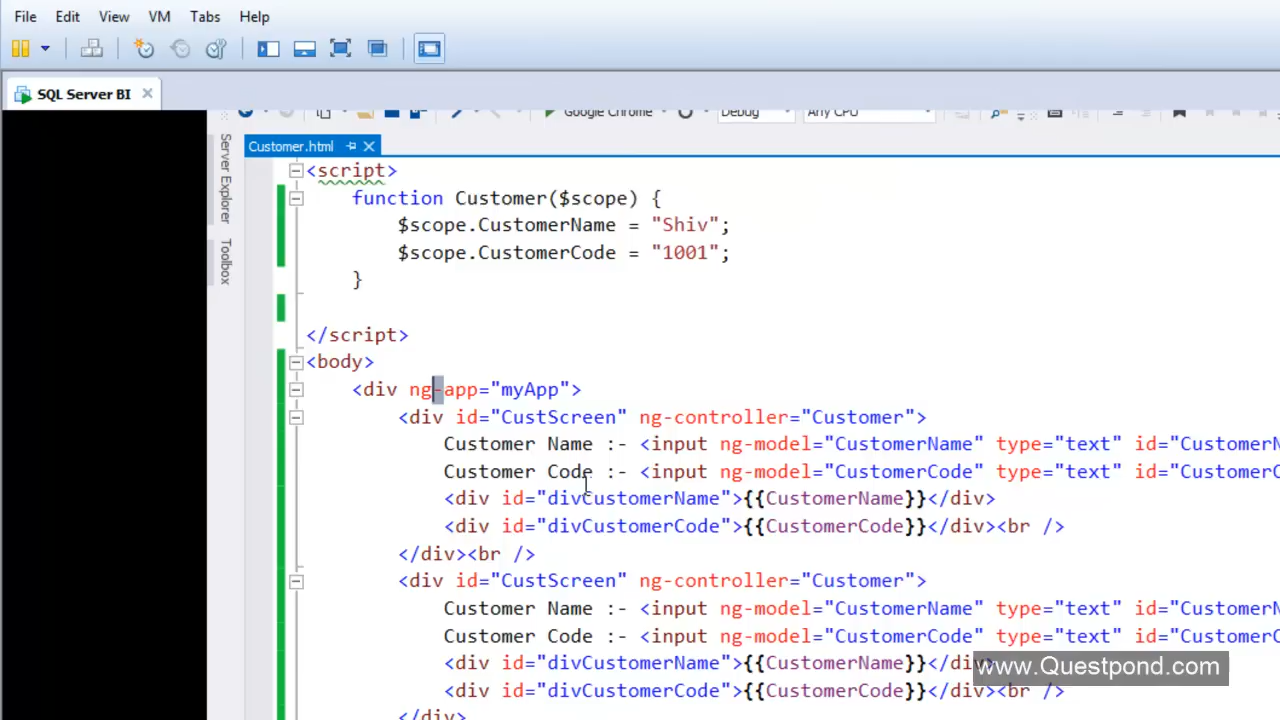 File Edit View VM Tabs Help
SQL Server BI
Google Chrome Debug Any CPU
Server Explorer
Toolbox
Customer.html
<script>
function Customer($scope) {
$scope.CustomerName = "Shiv";
$scope.CustomerCode = "1001";
}
</script>
<body>
<div ng-app="myApp">
<div id="CustScreen" ng-controller="Customer">
Customer Name :- <input ng-model="CustomerName" type="text" id="CustomerN
Customer Code :- <input ng-model="CustomerCode" type="text" id="CustomerC
<div id="divCustomerName">{{CustomerName}}</div>
<div id="divCustomerCode">{{CustomerCode}}</div><br />
</div><br />
<div id="CustScreen" ng-controller="Customer">
Customer Name :- <input ng-model="CustomerName" type="text" id="CustomerN
Customer Code :- <input ng-model="CustomerCode" type="text" id="CustomerC
<div id="divCustomerName">{{CustomerName}}</div>
www.Questpond.com
<div id="divCustomerCode">{{CustomerCode}}</div><br />
</div>